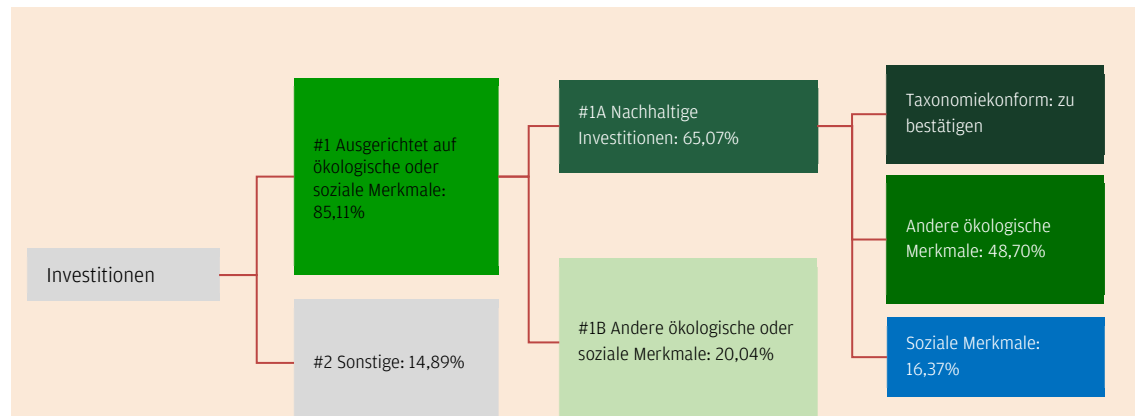 Investitionen
#1 Ausgerichtet auf
ökologische oder
soziale Merkmale:
85,11%
#2 Sonstige: 14,89%
#1A Nachhaltige
Investitionen: 65,07%
#1B Andere ökologische oder
soziale Merkmale: 20,04%
Taxonomiekonform: zu
bestätigen
Andere ökologische
Merkmale: 48,70%
Soziale Merkmale:
16,37%